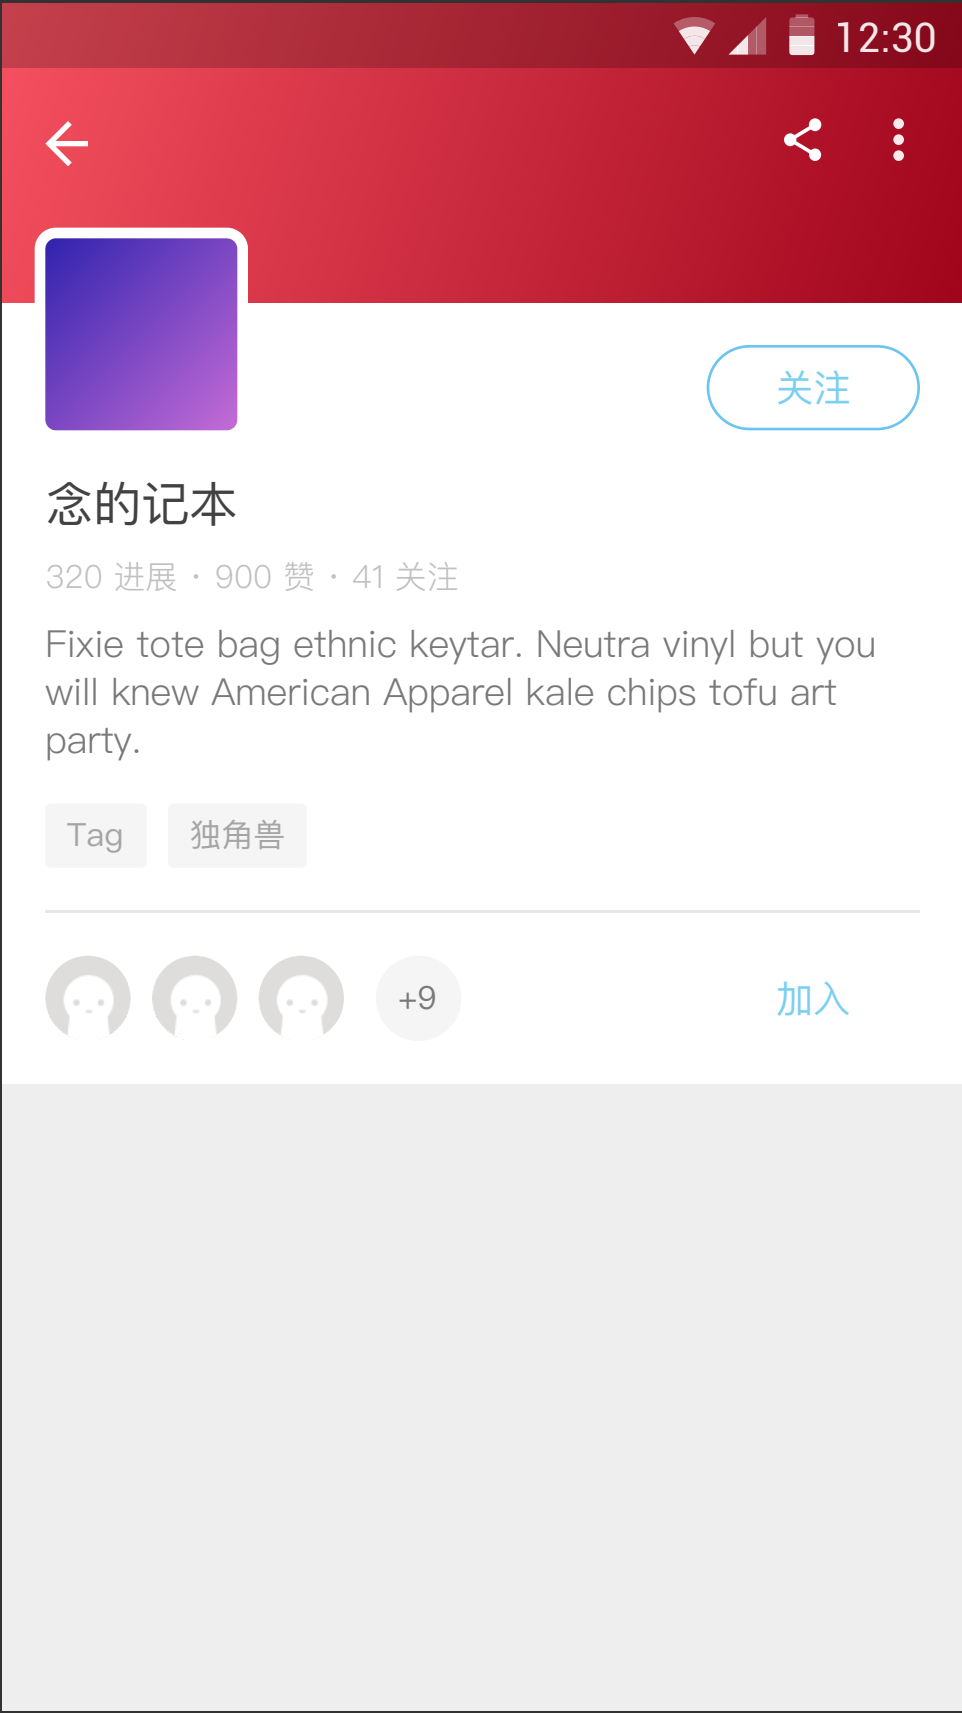 12:30
关注
念的记本
320 进展 · 900 赞 · 41 关注
Fixie tote bag ethnic keytar. Neutra vinyl but you
will knew American Apparel kale chips tofu art
party.
Tag 独角兽
+9 加入